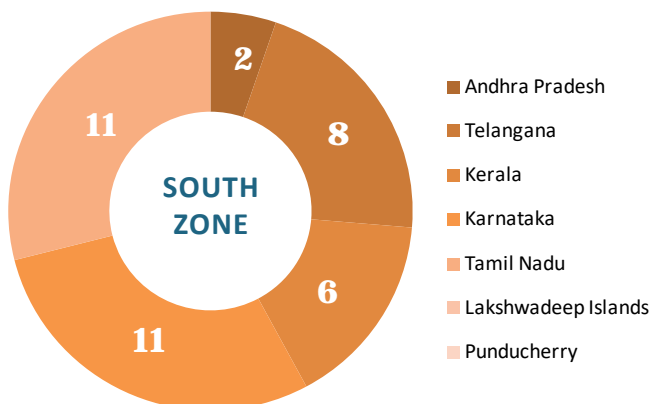 2
8
6
11
11
SOUTH
ZONE
Andhra Pradesh
Telangana
Kerala
Karnataka
Tamil Nadu
Lakshwadeep Islands
Punducherry